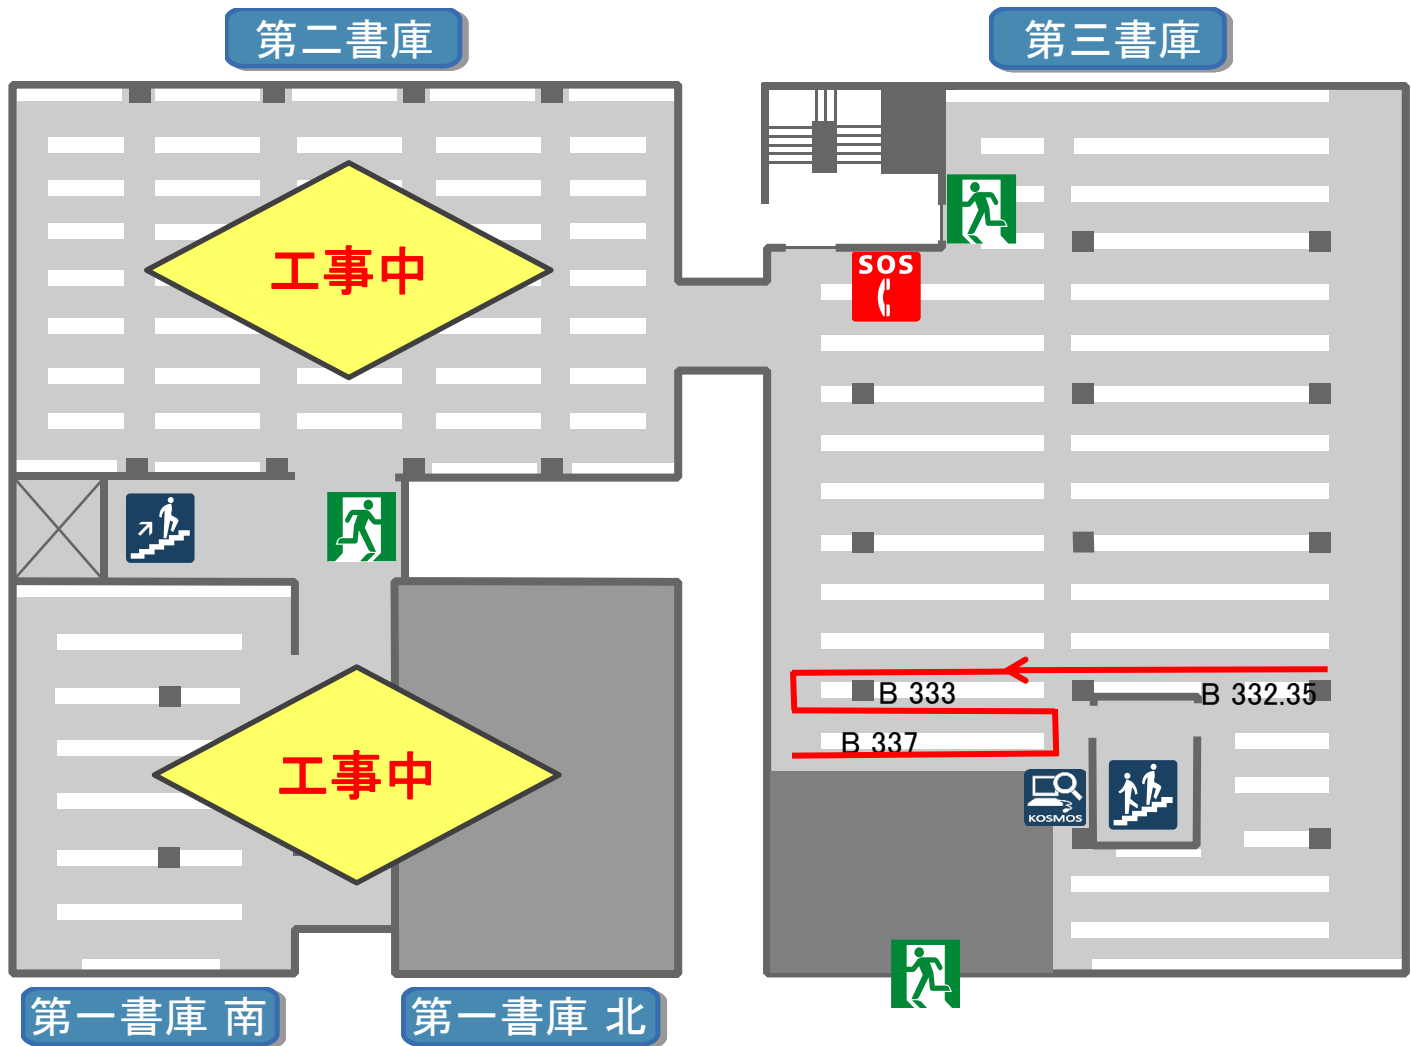 第二書庫
第三書庫
工事中
SOS
B 333
B 332.35
B 337
工事中
KOSMOS
第一書庫 南
第一書庫 北